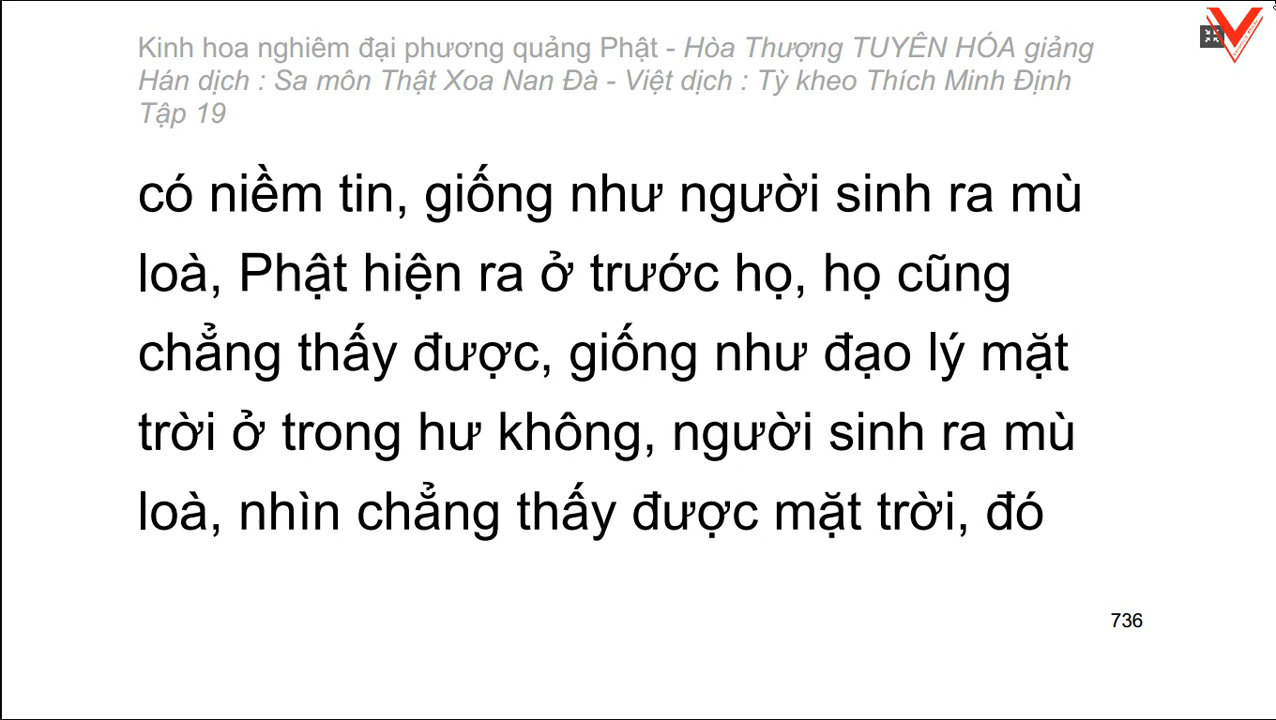 Kinh hoa nghiêm đại phương quảng Phật - Hòa Thượng TUYÊN HÓA giảng
Hán dịch : Sa môn Thật Xoa Nan Đà - Việt dịch : Tỳ kheo Thích Minh Định
Tập 19
có niềm tin, giống như người sinh ra mù
loà, Phật hiện ra ở trước họ, họ cũng
chẳng thấy được, giống như đạo lý mặt
trời ở trong hư không, người sinh ra mù
loà, nhìn chẳng thấy được mặt trời, đó
736